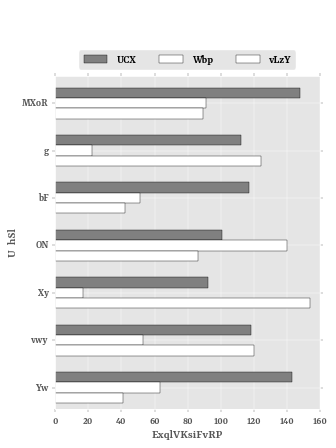 UCX Wbp vLzY
MXoR
g
bF
ON
Xy
vwy
Yw
U hSl
0 20 40 60 80 100 120 140 160
ExqlVKsiFvRP